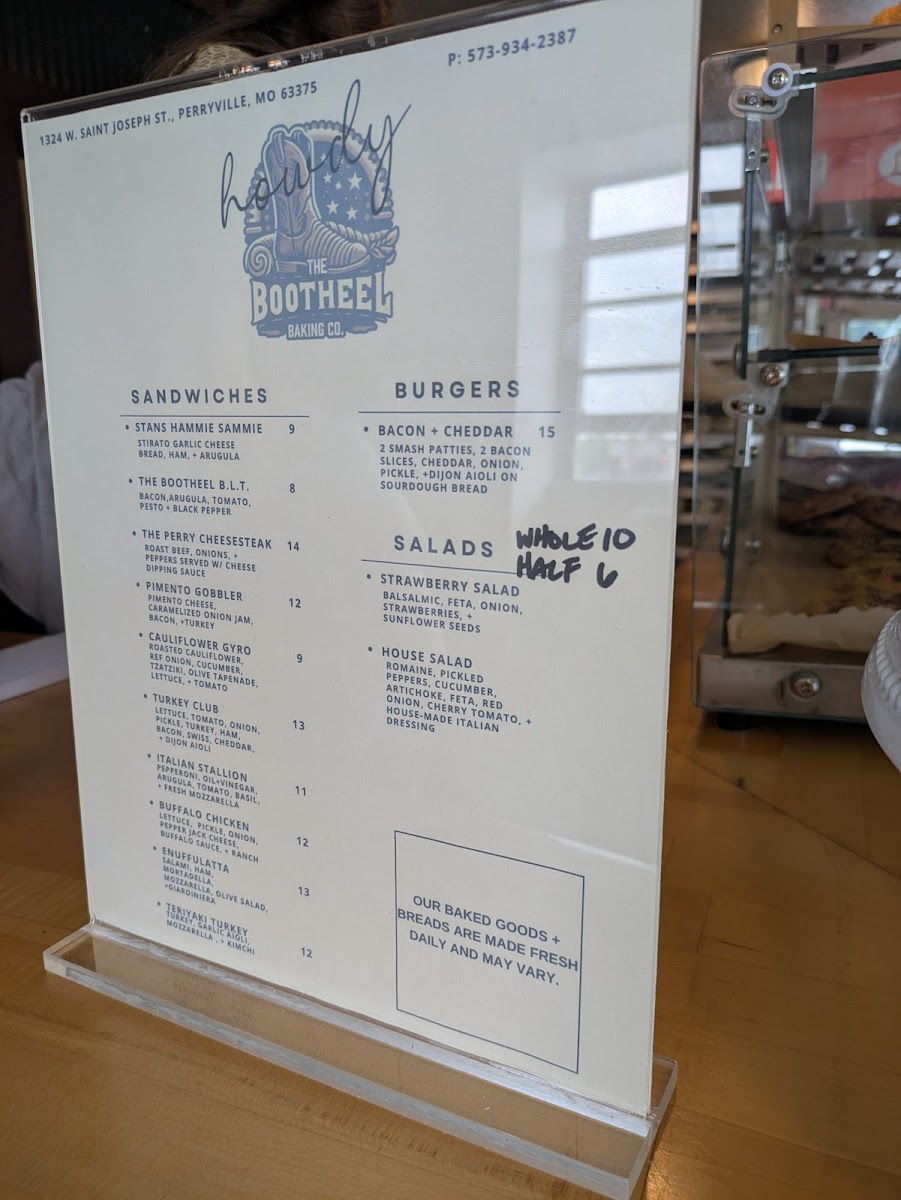 1324 W. SAINT JOSEPH ST., PERRYVILLE, MO 63375
P: 573-934-2387
howdy
THE
BOOTHEEL
BAKING CO.
SANDWICHES
• STANS HAMMIE SAMMIE 9
STIRATO GARLIC CHEESE
BREAD, HAM, + ARUGULA
• THE BOOTHEEL B.L.T. 8
BACON,ARUGULA, TOMATO,
PESTO + BLACK PEPPER
• THE PERRY CHEESESTEAK 14
ROAST BEEF, ONIONS, +
PEPPERS SERVED W/ CHEESE
DIPPING SAUCE
• PIMENTO GOBBLER 12
PIMENTO CHEESE,
CARAMELIZED ONION JAM,
BACON, +TURKEY
• CAULIFLOWER GYRO 9
ROASTED CAULIFLOWER,
REF ONION, CUCUMBER,
TZATZIKI, OLIVE TAPENADE,
LETTUCE, + TOMATO
• TURKEY CLUB 13
LETTUCE, TOMATO, ONION,
PICKLE, TURKEY, HAM,
BACON, SWISS, CHEDDAR,
+ DIJON AIOLI
• ITALIAN STALLION 11
PEPPERONI, OIL+VINEGAR,
ARUGULA, TOMATO, BASIL,
+ FRESH MOZZARELLA
• BUFFALO CHICKEN 12
LETTUCE, PICKLE, ONION,
PEPPER JACK CHEESE,
BUFFALO SAUCE, + RANCH
• ENUFFULATTA 13
SALAMI, HAM,
MORTADELLA,
MOZZARELLA, OLIVE SALAD,
+GIARDINIERA
• TERIYAKI TURKEY 12
TURKEY, GARLIC AIOLI,
MOZZARELLA , + KIMCHI
BURGERS
• BACON + CHEDDAR 15
2 SMASH PATTIES, 2 BACON
SLICES, CHEDDAR, ONION,
PICKLE, +DIJON AIOLI ON
SOURDOUGH BREAD
SALADS
WHOLE 10
HALF 6
• STRAWBERRY SALAD
BALSALMIC, FETA, ONION,
STRAWBERRIES, +
SUNFLOWER SEEDS
• HOUSE SALAD
ROMAINE, PICKLED
PEPPERS, CUCUMBER,
ARTICHOKE, FETA, RED
ONION, CHERRY TOMATO, +
HOUSE-MADE ITALIAN
DRESSING
OUR BAKED GOODS +
BREADS ARE MADE FRESH
DAILY AND MAY VARY.